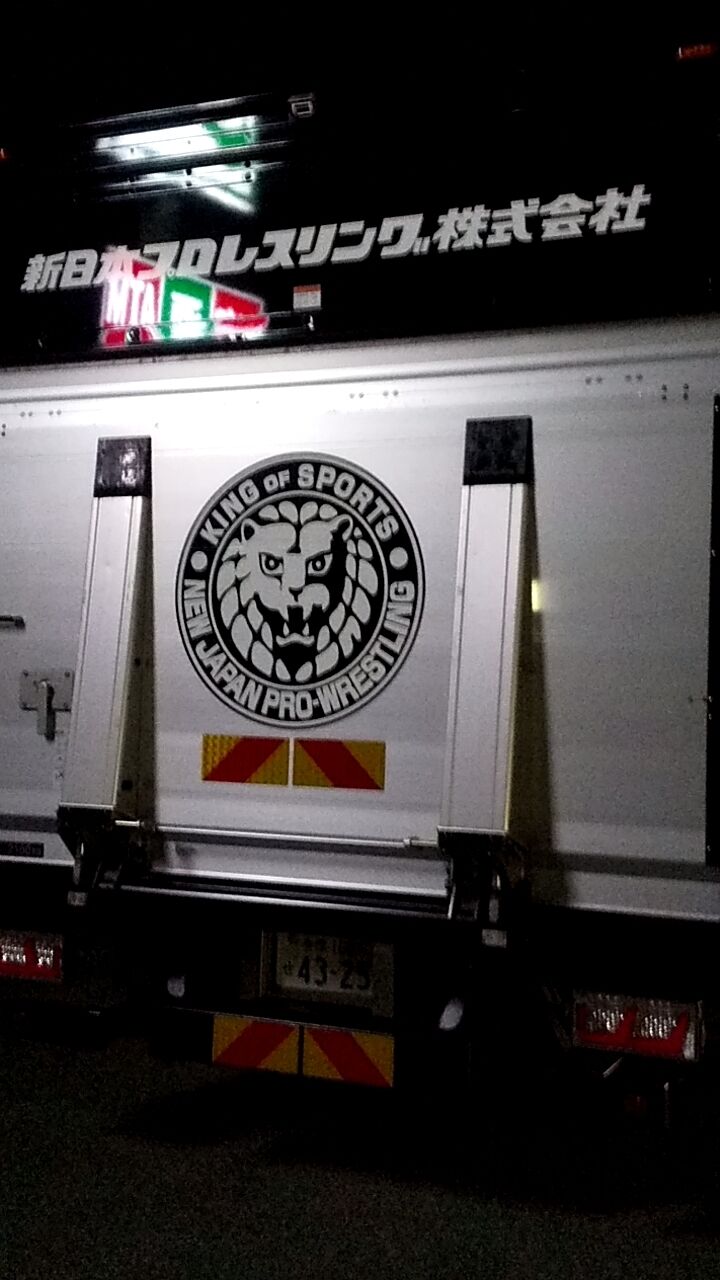 新日本プロレスリング株式会社
MTA
KING OF SPORTS
NEW JAPAN PRO-WRESTLING
43-25